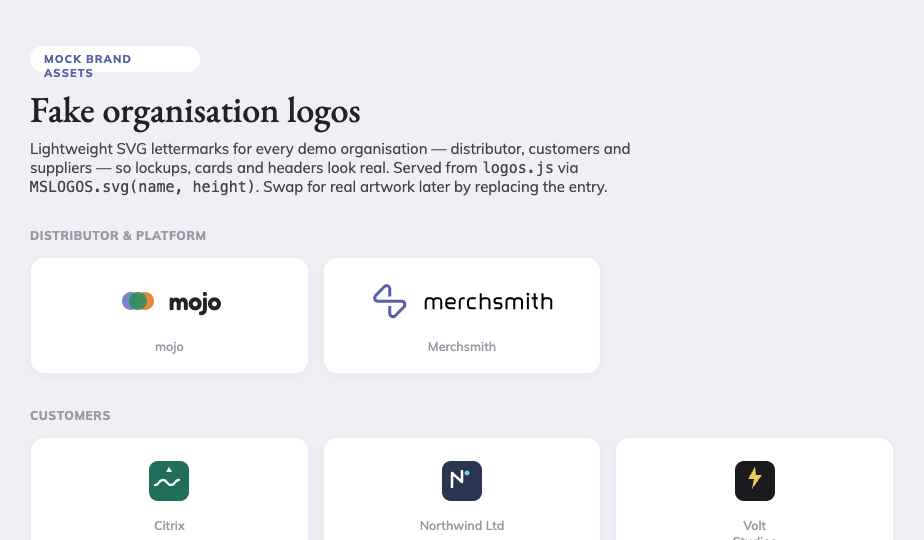 MOCK BRAND
ASSETS
Fake organisation logos
Lightweight SVG lettermarks for every demo organisation — distributor, customers and
suppliers — so lockups, cards and headers look real. Served from logos.js via
MSLOGOS.svg(name, height). Swap for real artwork later by replacing the entry.
DISTRIBUTOR & PLATFORM
mojo
merchsmith
mojo
Merchsmith
CUSTOMERS
N
Citrix
Northwind Ltd
Volt